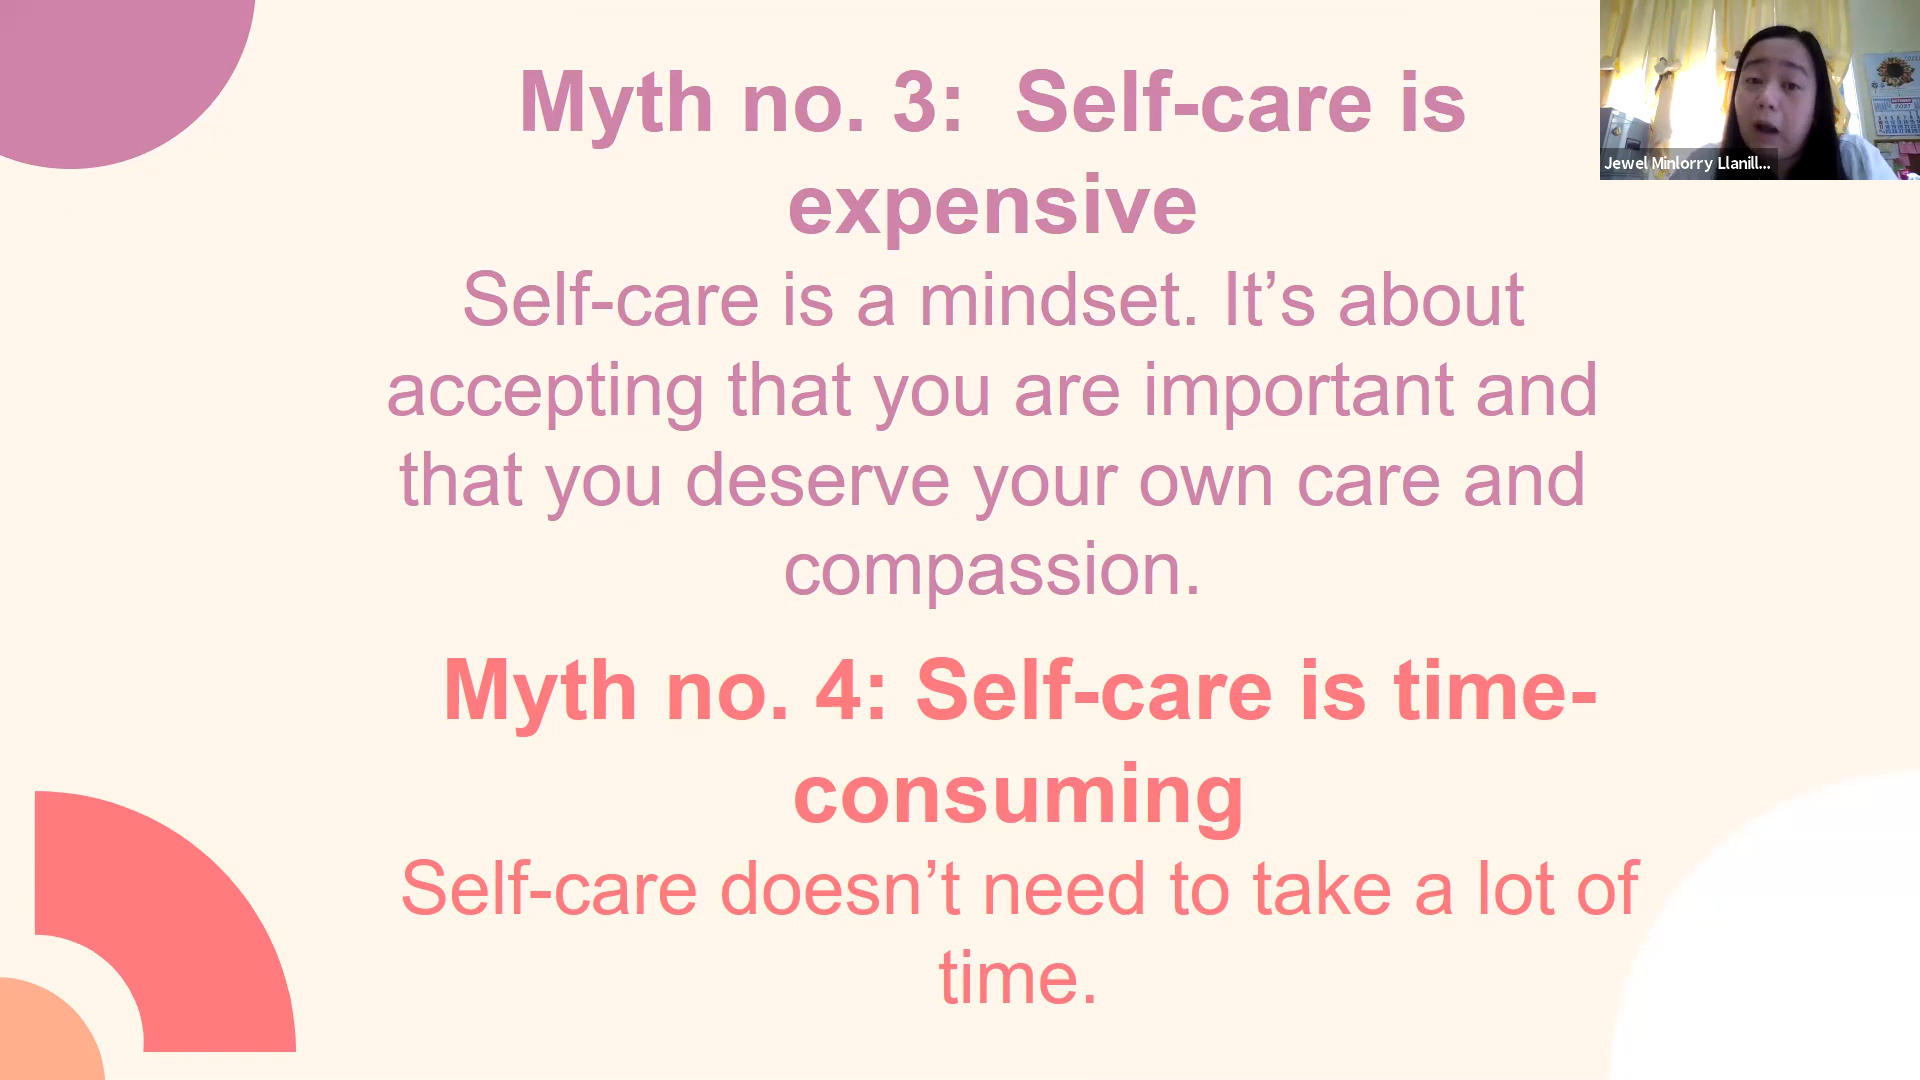 Myth no. 3:  Self-care is
expensive
Self-care is a mindset. It’s about
accepting that you are important and
that you deserve your own care and
compassion.
Myth no. 4: Self-care is time-
consuming
Self-care doesn’t need to take a lot of
time.
Jewel Minlorry Llanill...